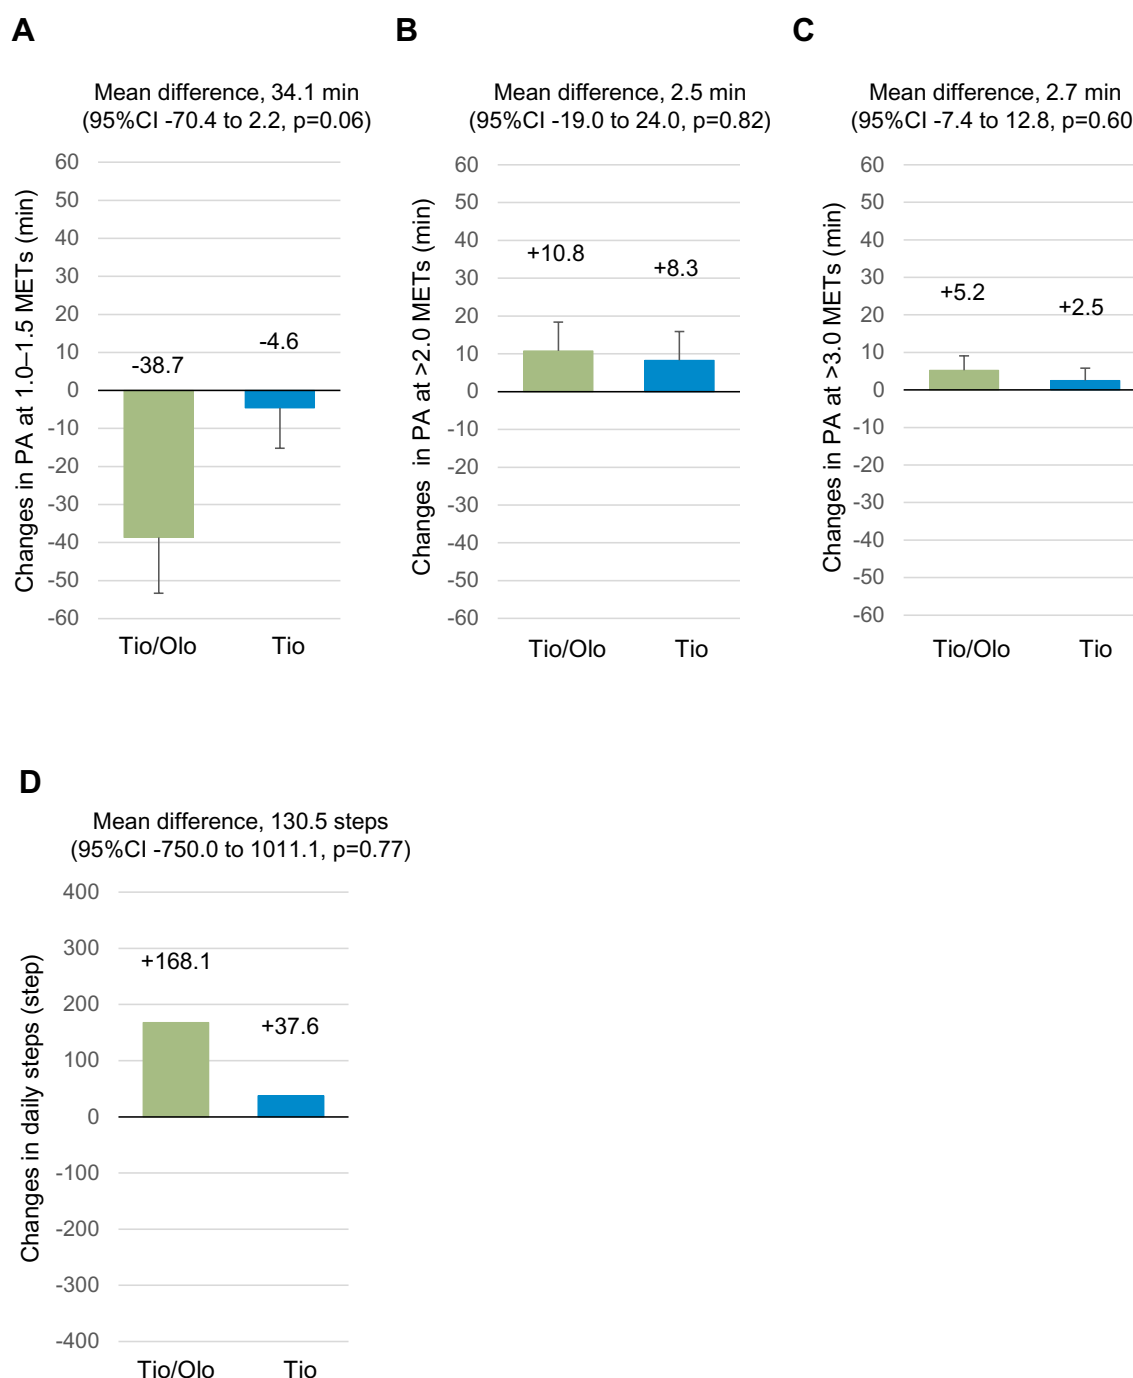 A
Mean difference, 34.1 min
(95%CI -70.4 to 2.2, p=0.06)
Changes in PA at 1.0–1.5 METs (min)
60
50
40
30
20
10
0
-10
-20
-30
-40
-50
-60
-38.7
-4.6
Tio/Olo
Tio
B
Mean difference, 2.5 min
(95%CI -19.0 to 24.0, p=0.82)
Changes in PA at >2.0 METs (min)
60
50
40
30
20
10
0
-10
-20
-30
-40
-50
-60
+10.8
+8.3
Tio/Olo
Tio
C
Mean difference, 2.7 min
(95%CI -7.4 to 12.8, p=0.60
Changes in PA at >3.0 METs (min)
60
50
40
30
20
10
0
-10
-20
-30
-40
-50
-60
+5.2
+2.5
Tio/Olo
Tio
D
Mean difference, 130.5 steps
(95%CI -750.0 to 1011.1, p=0.77)
Changes in daily steps (step)
400
300
200
100
0
-100
-200
-300
-400
+168.1
+37.6
Tio/Olo
Tio